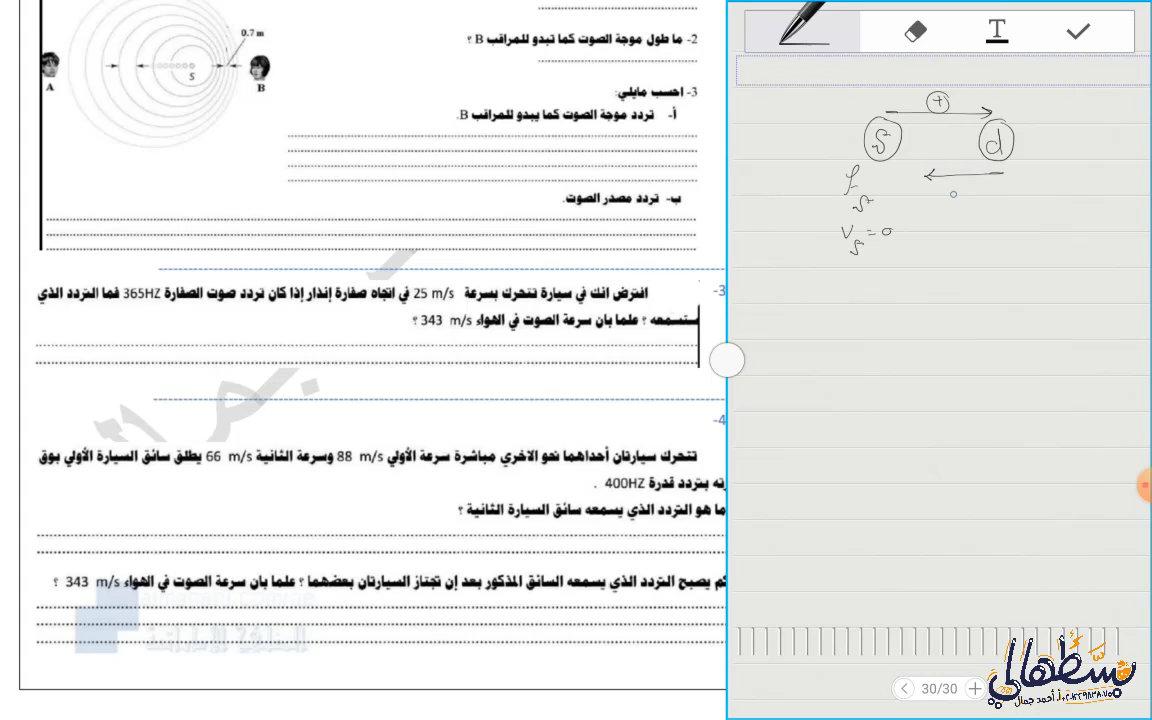 0.7 m
S
A
B
2- ما طول موجة الصوت كما تبدو للمراقب B ؟
3- احسب مايلي:
أ- تردد موجة الصوت كما يبدو للمراقب B.
ب- تردد مصدر الصوت.
3-
افترض انك في سيارة تتحرك بسرعة 25 m/s في اتجاه صفارة إنذار إذا كان تردد صوت الصفارة 365HZ فما التردد الذي
ستسمعه ؟ علما بان سرعة الصوت في الهواء 343 m/s ؟
4-
تتحرك سيارتان أحداهما نحو الاخري مباشرة سرعة الأولي 88 m/s وسرعة الثانية 66 m/s يطلق سائق السيارة الأولي بوق
رته بتردد قدرة 400HZ .
ما هو التردد الذي يسمعه سائق السيارة الثانية ؟
كم يصبح التردد الذي يسمعه السائق المذكور بعد إن تجتاز السيارتان بعضهما ؟ علما بان سرعة الصوت في الهواء 343 m/s ؟
T
+
S d
f s
V s = 0
30/30
بسطهالي
أ. أحمد جمال